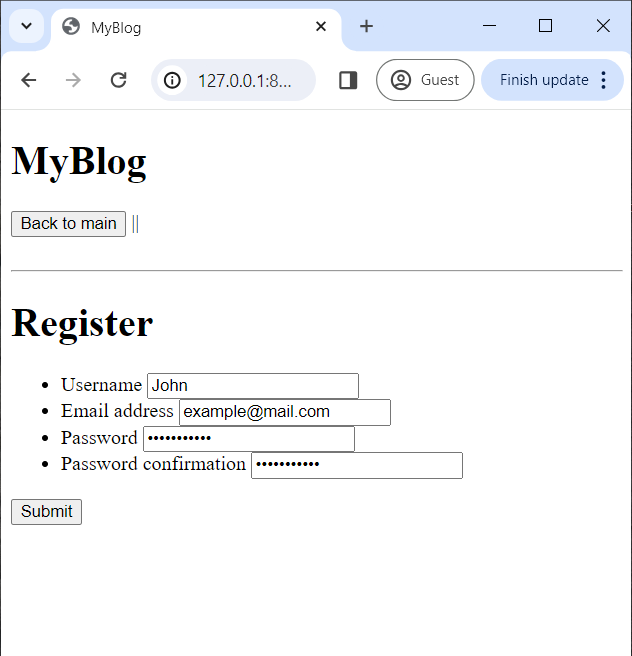 MyBlog
127.0.0.1:8... Guest Finish update
MyBlog
Back to main ||
Register
Username John
Email address example@mail.com
Password •••••••••••
Password confirmation •••••••••••
Submit